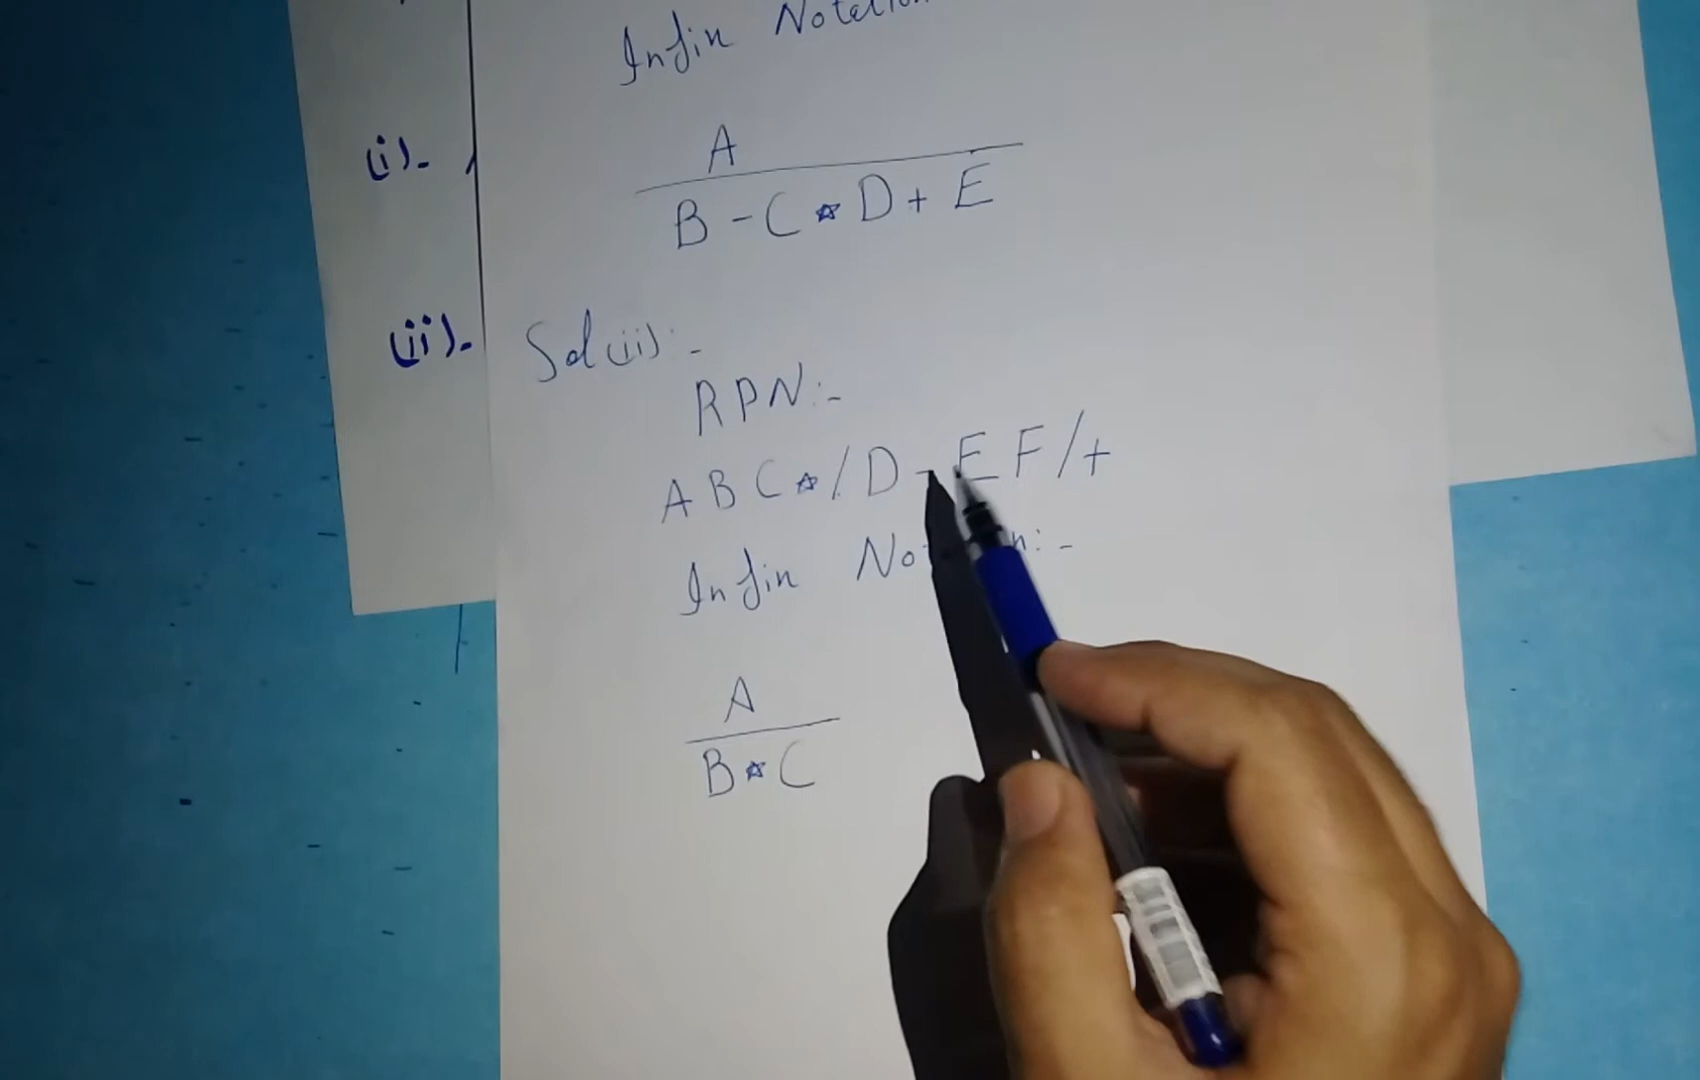 Infix
(i)-
A
B - C * D + E
(ii)-
Sol (ii):-
RPN:-
A B C * / D - E F / +
Infix
A
B * C